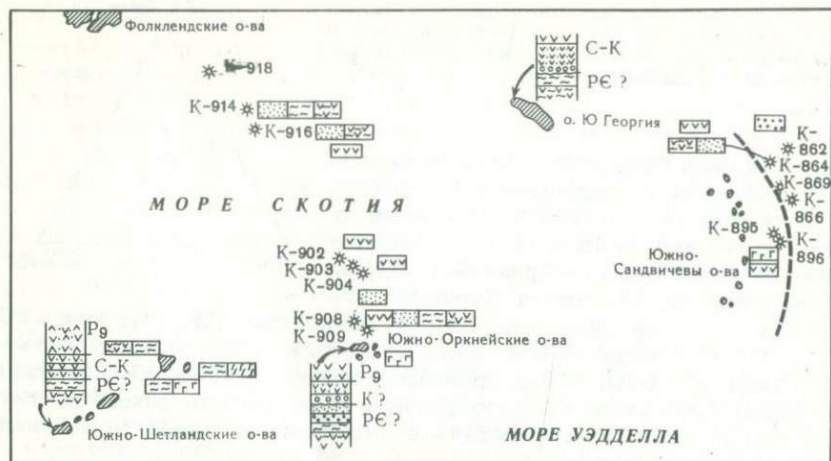 Фолклендские о-ва
К-918
К-914
К-916
С-К
РЄ ?
о. Ю Георгия
К-862
К-864
К-869
К-866
К-895
К-896
МОРЕ СКОТИЯ
Южно-Сандвичевы о-ва
К-902
К-903
К-904
К-908
К-909
Южно-Оркнейские о-ва
P9
С-К
РЄ ?
Южно-Шетландские о-ва
P9
К ?
РЄ ?
МОРЕ УЭДДЕЛЛА